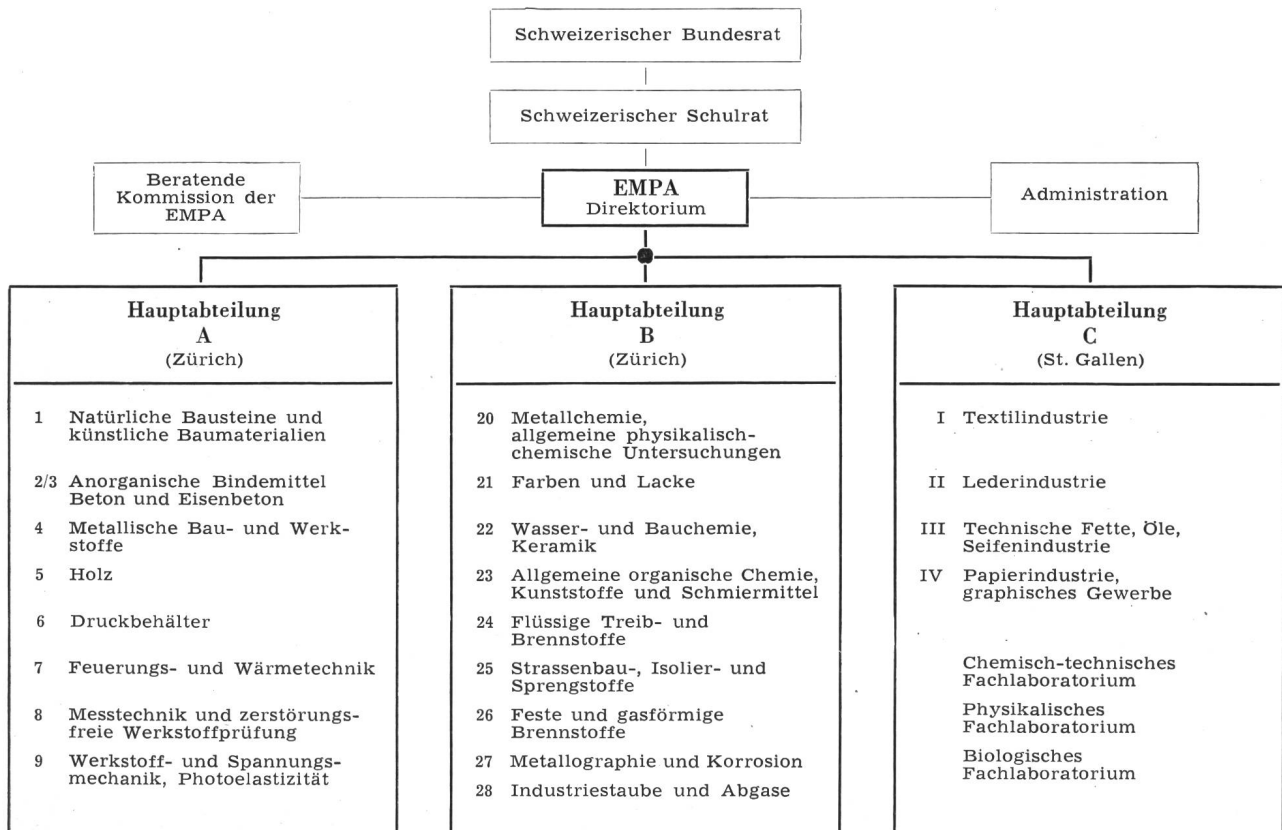 Schweizerischer Bundesrat
Schweizerischer Schulrat
Beratende
Kommission der
EMPA
EMPA
Direktorium
Administration
Hauptabteilung
A
(Zürich)
1 Natürliche Bausteine und
künstliche Baumaterialien
2/3 Anorganische Bindemittel
Beton und Eisenbeton
4 Metallische Bau- und Werk-
stoffe
5 Holz
6 Druckbehälter
7 Feuerungs- und Wärmetechnik
8 Messtechnik und zerstörungs-
freie Werkstoffprüfung
9 Werkstoff- und Spannungs-
mechanik, Photoelastizität
Hauptabteilung
B
(Zürich)
20 Metallchemie,
allgemeine physikalisch-
chemische Untersuchungen
21 Farben und Lacke
22 Wasser- und Bauchemie,
Keramik
23 Allgemeine organische Chemie,
Kunststoffe und Schmiermittel
24 Flüssige Treib- und
Brennstoffe
25 Strassenbau-, Isolier- und
Sprengstoffe
26 Feste und gasförmige
Brennstoffe
27 Metallographie und Korrosion
28 Industriestaube und Abgase
Hauptabteilung
C
(St. Gallen)
I Textilindustrie
II Lederindustrie
III Technische Fette, Öle,
Seifenindustrie
IV Papierindustrie,
graphisches Gewerbe
Chemisch-technisches
Fachlaboratorium
Physikalisches
Fachlaboratorium
Biologisches
Fachlaboratorium